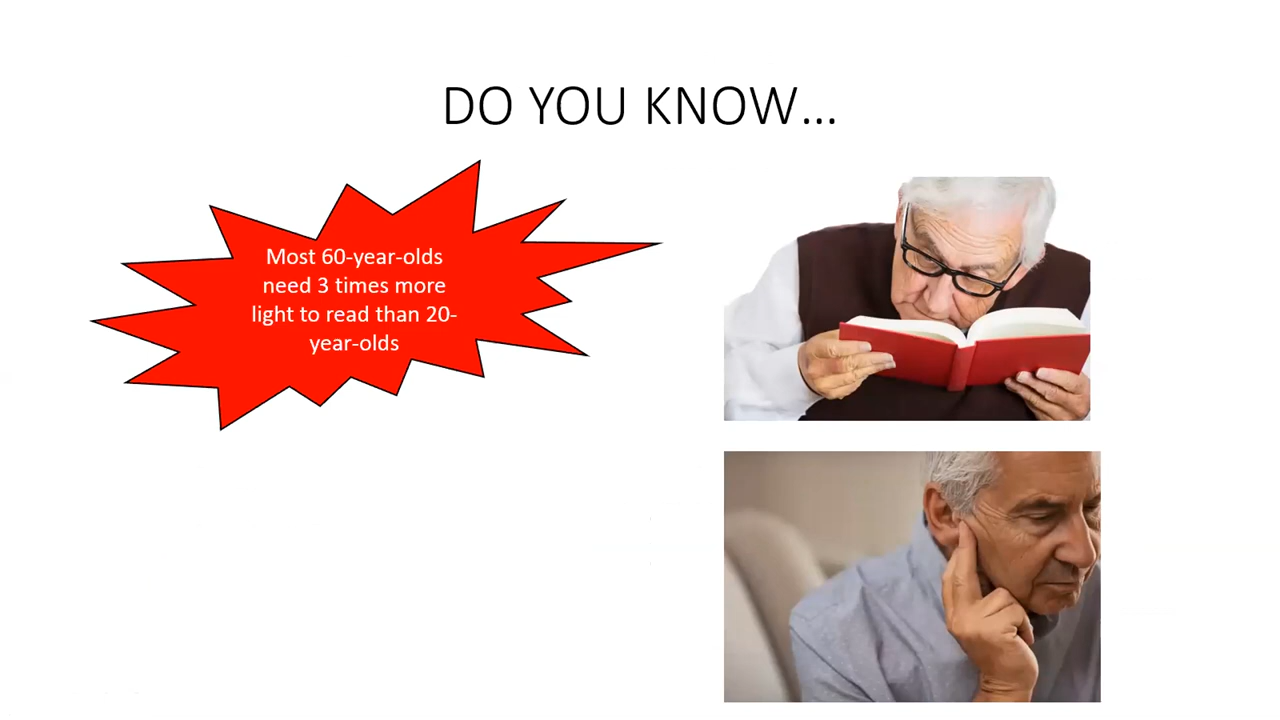 DO YOU KNOW...
Most 60-year-olds
need 3 times more
light to read than 20-
year-olds